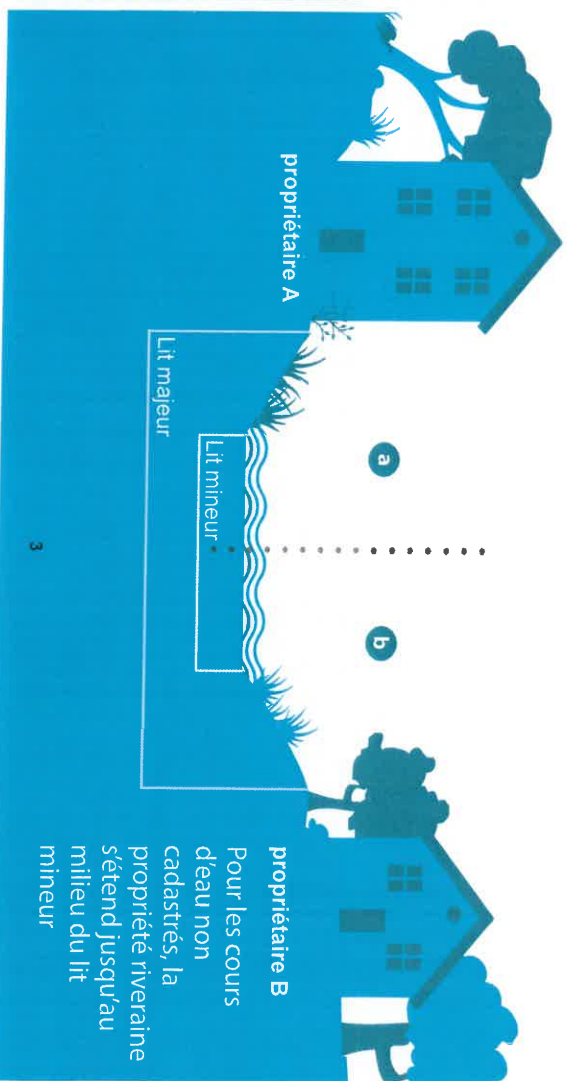 a
b
propriétaire A
Lit majeur
Lit mineur
propriétaire B
Pour les cours
d'eau non
cadastrés, la
propriété riveraine
s'étend jusqu'au
milieu du lit
mineur
3